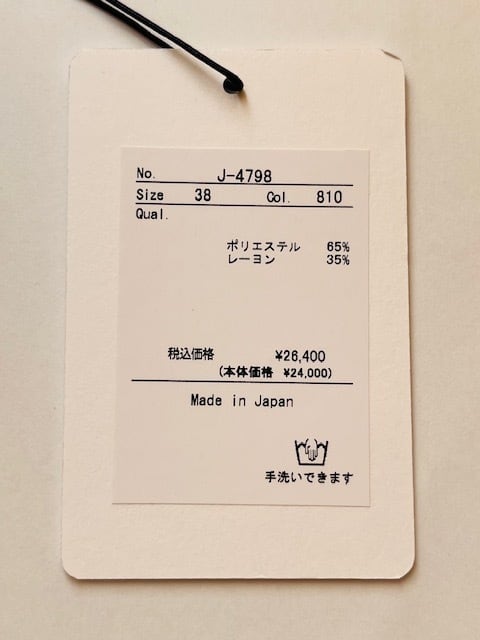 No. J-4798
Size 38 Col. 810
Qual.
ポリエステル 65%
レーヨン 35%
税込価格 ¥26,400
(本体価格 ¥24,000)
Made in Japan
手洗いできます